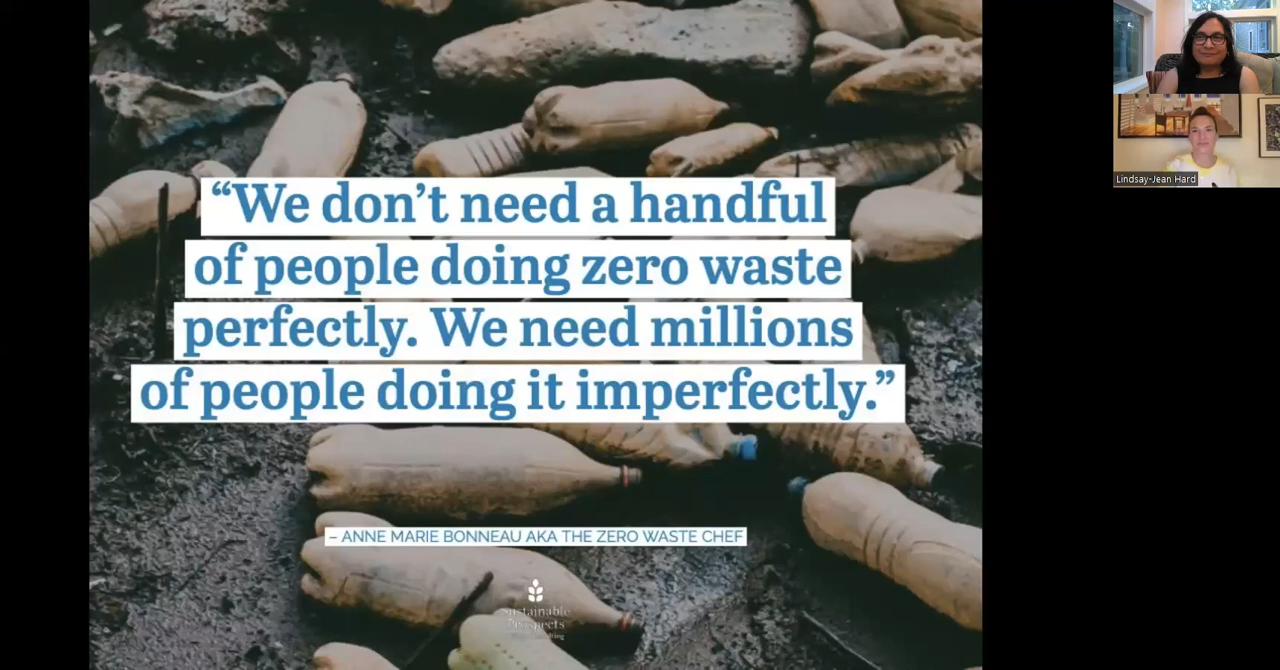 “We don’t need a handful
of people doing zero waste
perfectly. We need millions
of people doing it imperfectly.”
– ANNE MARIE BONNEAU AKA THE ZERO WASTE CHEF
Sustainable
Prospects
Lindsay-Jean Hard